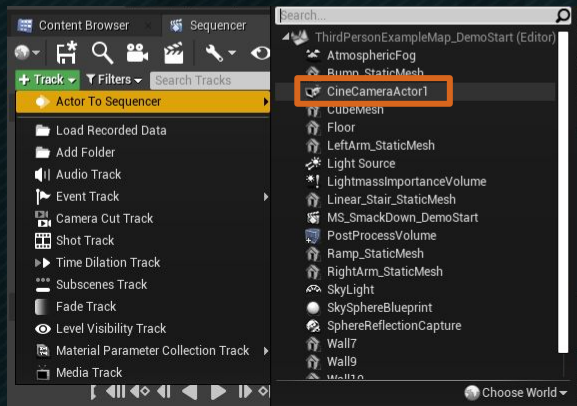 Content Browser
Sequencer
+ Track
Filters
Search Tracks
Actor To Sequencer
Load Recorded Data
Add Folder
Audio Track
Event Track
Camera Cut Track
Shot Track
Time Dilation Track
Subscenes Track
Fade Track
Level Visibility Track
Material Parameter Collection Track
Media Track
Search...
ThirdPersonExampleMap_DemoStart (Editor)
AtmosphericFog
Bump_StaticMesh
CineCameraActor1
CubeMesh
Floor
LeftArm_StaticMesh
Light Source
LightmassImportanceVolume
Linear_Stair_StaticMesh
MS_SmackDown_DemoStart
PostProcessVolume
Ramp_StaticMesh
RightArm_StaticMesh
SkyLight
SkySphereBlueprint
SphereReflectionCapture
Wall7
Wall9
Wall10
Choose World